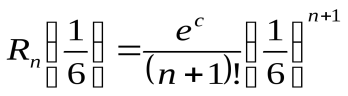 Rₙ(1/6) = eᶜ/(n+1)! (1/6)ⁿ⁺¹